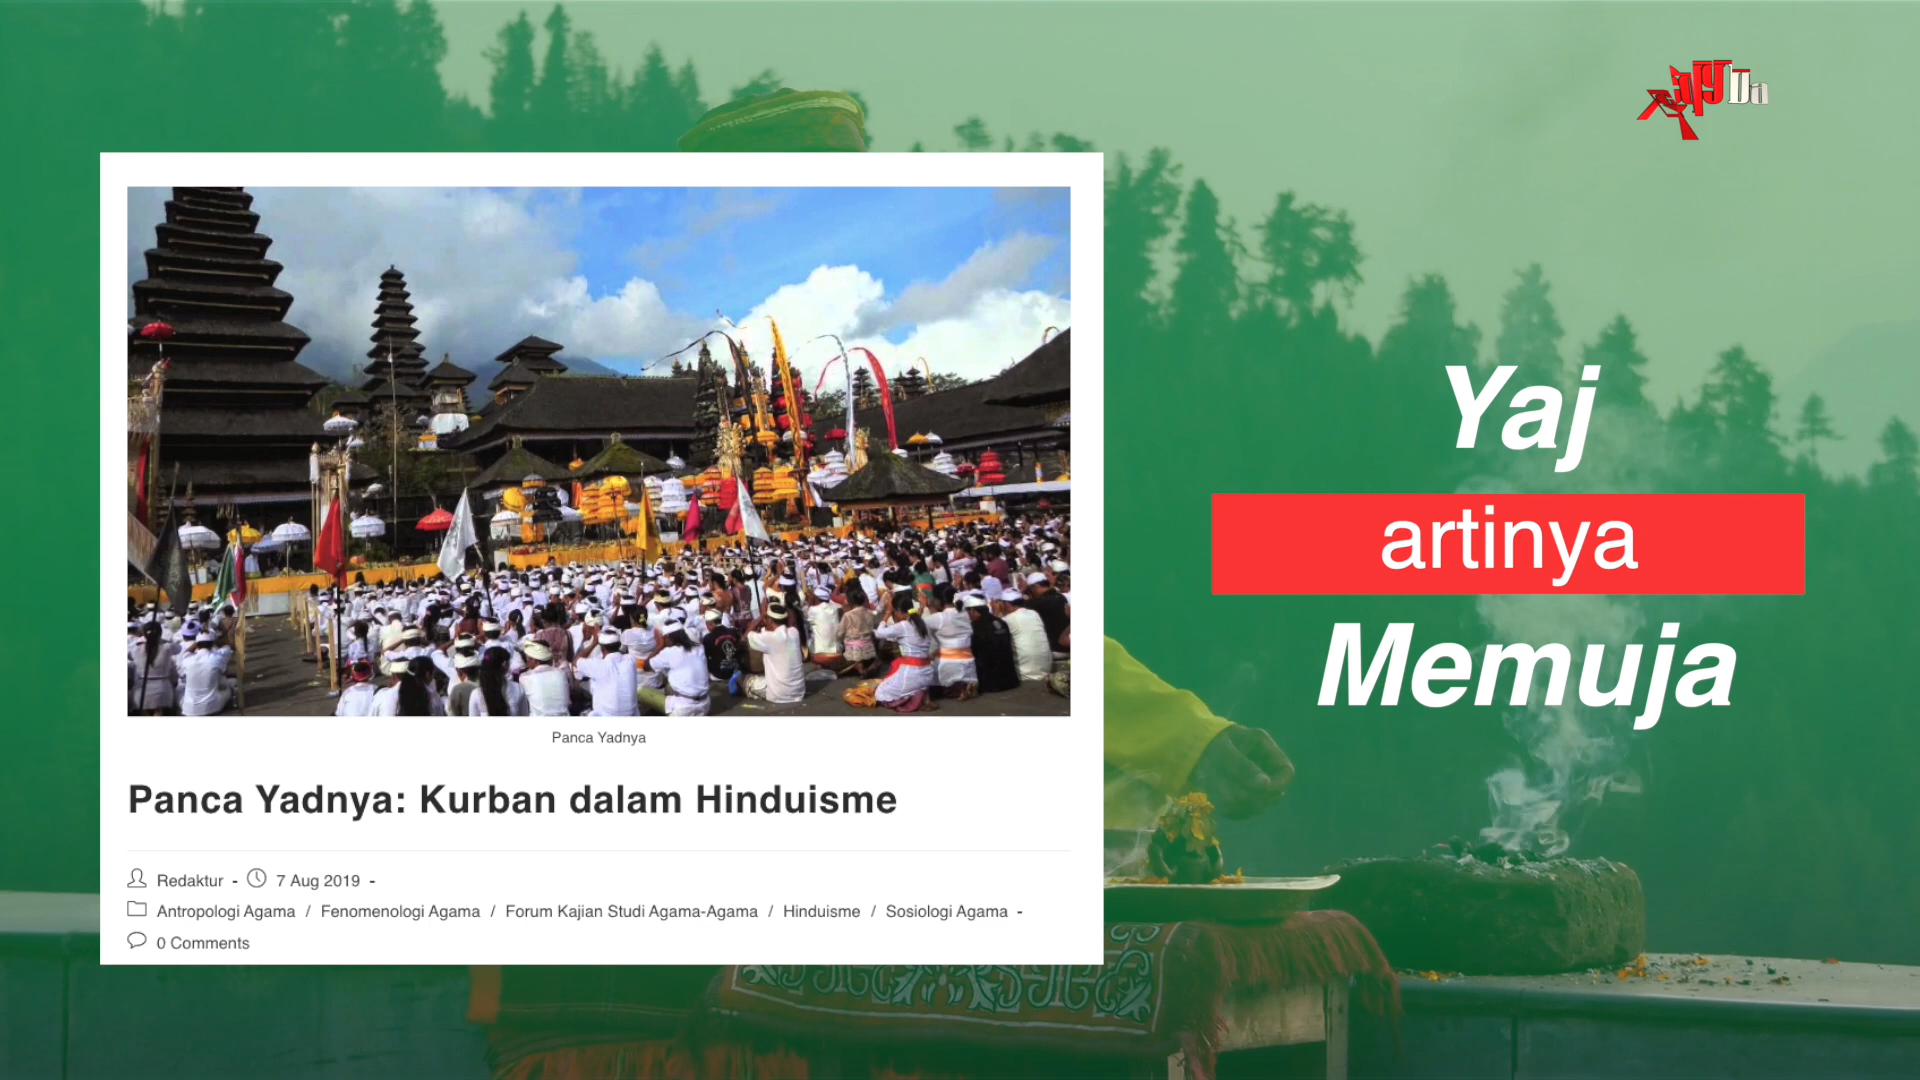 Panca Yadnya
Panca Yadnya: Kurban dalam Hinduisme
Redaktur - 7 Aug 2019 -
Antropologi Agama / Fenomenologi Agama / Forum Kajian Studi Agama-Agama / Hinduisme / Sosiologi Agama -
0 Comments
Yaj
artinya
Memuja